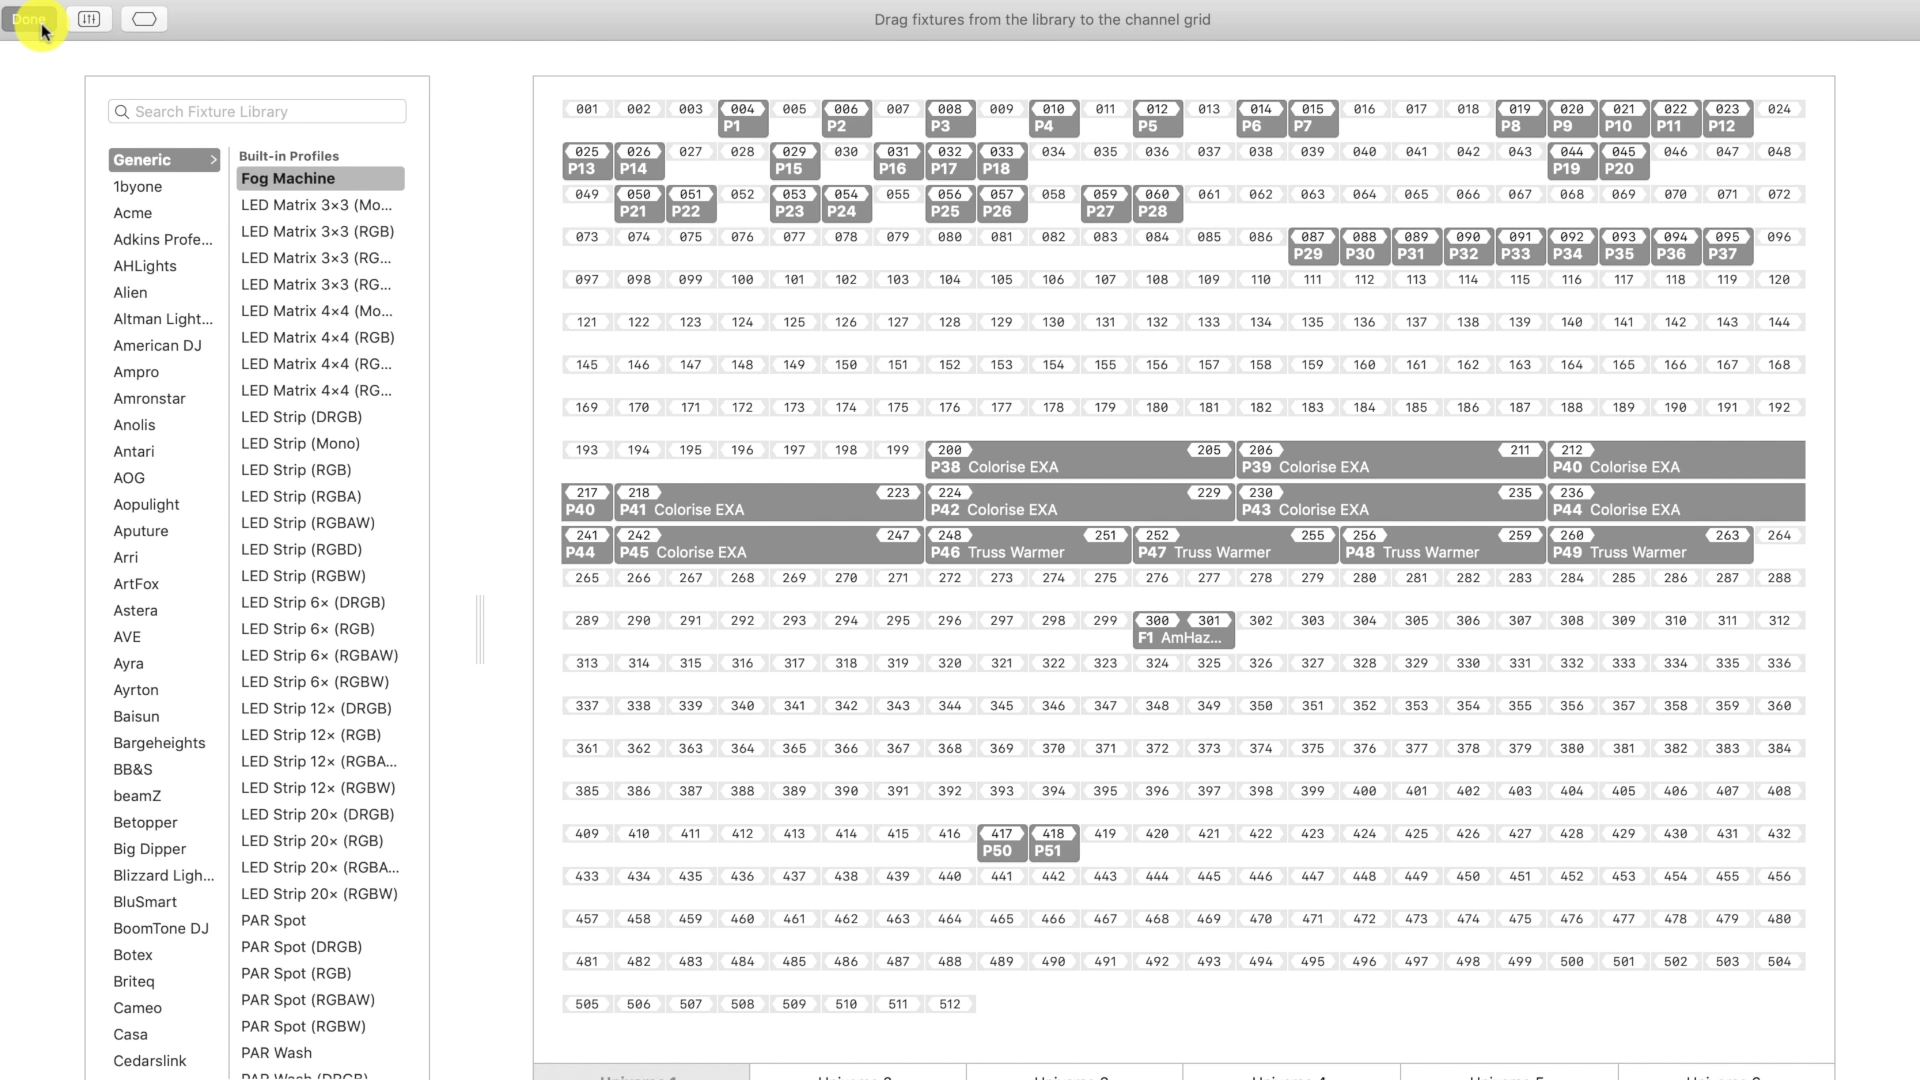 Done
Drag fixtures from the library to the channel grid
Search Fixture Library
Generic
1byone
Acme
Adkins Profe...
AHLights
Alien
Altman Light...
American DJ
Ampro
Amronstar
Anolis
Antari
AOG
Aopulight
Aputure
Arri
ArtFox
Astera
AVE
Ayra
Ayrton
Baisun
Bargeheights
BB&S
beamZ
Betopper
Big Dipper
Blizzard Ligh...
BluSmart
BoomTone DJ
Botex
Briteq
Cameo
Casa
Cedarslink
Built-in Profiles
Fog Machine
LED Matrix 3×3 (Mo...
LED Matrix 3×3 (RGB)
LED Matrix 3×3 (RG...
LED Matrix 3×3 (RG...
LED Matrix 4×4 (Mo...
LED Matrix 4×4 (RGB)
LED Matrix 4×4 (RG...
LED Matrix 4×4 (RG...
LED Strip (DRGB)
LED Strip (Mono)
LED Strip (RGB)
LED Strip (RGBA)
LED Strip (RGBAW)
LED Strip (RGBD)
LED Strip (RGBW)
LED Strip 6× (DRGB)
LED Strip 6× (RGB)
LED Strip 6× (RGBAW)
LED Strip 6× (RGBW)
LED Strip 12× (DRGB)
LED Strip 12× (RGB)
LED Strip 12× (RGBA...
LED Strip 12× (RGBW)
LED Strip 20× (DRGB)
LED Strip 20× (RGB)
LED Strip 20× (RGBA...
LED Strip 20× (RGBW)
PAR Spot
PAR Spot (DRGB)
PAR Spot (RGB)
PAR Spot (RGBAW)
PAR Spot (RGBW)
PAR Wash
PAR Wash (DRGB)
001 002 003 004 005 006 007 008 009 010 011 012 013 014 015 016 017 018 019 020 021 022 023 024
P1 P2 P3 P4 P5 P6 P7 P8 P9 P10 P11 P12
025 026 027 028 029 030 031 032 033 034 035 036 037 038 039 040 041 042 043 044 045 046 047 048
P13 P14 P15 P16 P17 P18 P19 P20
049 050 051 052 053 054 055 056 057 058 059 060 061 062 063 064 065 066 067 068 069 070 071 072
P21 P22 P23 P24 P25 P26 P27 P28
073 074 075 076 077 078 079 080 081 082 083 084 085 086 087 088 089 090 091 092 093 094 095 096
P29 P30 P31 P32 P33 P34 P35 P36 P37
097 098 099 100 101 102 103 104 105 106 107 108 109 110 111 112 113 114 115 116 117 118 119 120
121 122 123 124 125 126 127 128 129 130 131 132 133 134 135 136 137 138 139 140 141 142 143 144
145 146 147 148 149 150 151 152 153 154 155 156 157 158 159 160 161 162 163 164 165 166 167 168
169 170 171 172 173 174 175 176 177 178 179 180 181 182 183 184 185 186 187 188 189 190 191 192
193 194 195 196 197 198 199 200 205 206 211 212
P38 Colorise EXA P39 Colorise EXA P40 Colorise EXA
217 218 223 224 229 230 235 236
P40 P41 Colorise EXA P42 Colorise EXA P43 Colorise EXA P44 Colorise EXA
241 242 247 248 251 252 255 256 259 260 263 264
P44 P45 Colorise EXA P46 Truss Warmer P47 Truss Warmer P48 Truss Warmer P49 Truss Warmer
265 266 267 268 269 270 271 272 273 274 275 276 277 278 279 280 281 282 283 284 285 286 287 288
289 290 291 292 293 294 295 296 297 298 299 300 301 302 303 304 305 306 307 308 309 310 311 312
F1 AmHaz...
313 314 315 316 317 318 319 320 321 322 323 324 325 326 327 328 329 330 331 332 333 334 335 336
337 338 339 340 341 342 343 344 345 346 347 348 349 350 351 352 353 354 355 356 357 358 359 360
361 362 363 364 365 366 367 368 369 370 371 372 373 374 375 376 377 378 379 380 381 382 383 384
385 386 387 388 389 390 391 392 393 394 395 396 397 398 399 400 401 402 403 404 405 406 407 408
409 410 411 412 413 414 415 416 417 418 419 420 421 422 423 424 425 426 427 428 429 430 431 432
P50 P51
433 434 435 436 437 438 439 440 441 442 443 444 445 446 447 448 449 450 451 452 453 454 455 456
457 458 459 460 461 462 463 464 465 466 467 468 469 470 471 472 473 474 475 476 477 478 479 480
481 482 483 484 485 486 487 488 489 490 491 492 493 494 495 496 497 498 499 500 501 502 503 504
505 506 507 508 509 510 511 512